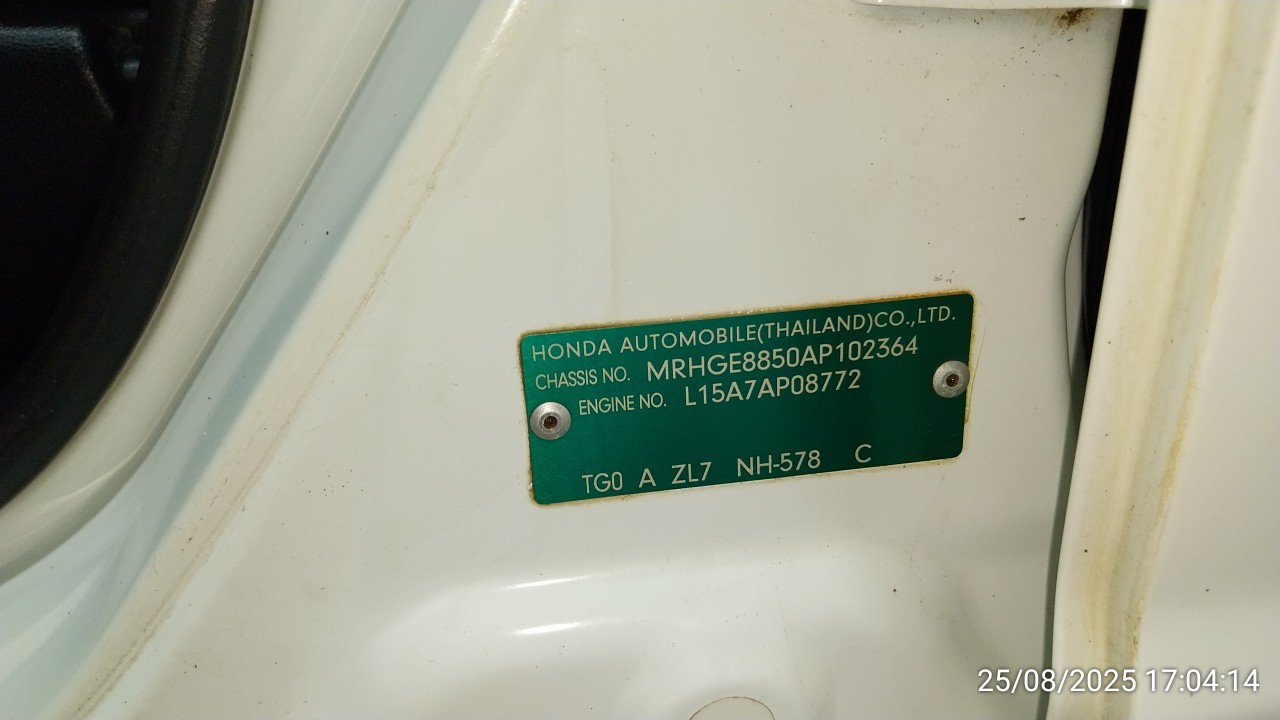 HONDA AUTOMOBILE(THAILAND)CO.,LTD.
CHASSIS NO. MRHGE8850AP102364
ENGINE NO. L15A7AP08772
TG0 A ZL7 NH-578 C
25/08/2025 17:04:14